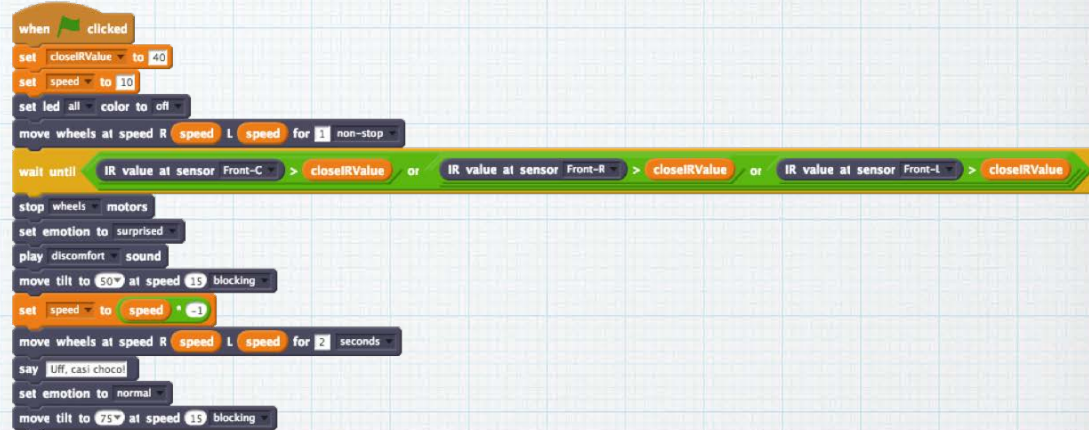 when clicked
set closeIRValue to 40
set speed to 10
set led all color to off
move wheels at speed R speed L speed for 1 non-stop
wait until IR value at sensor Front-C > closeIRValue or IR value at sensor Front-R > closeIRValue or IR value at sensor Front-L > closeIRValue
stop wheels motors
set emotion to surprised
play discomfort sound
move tilt to 50 at speed 15 blocking
set speed to speed * -1
move wheels at speed R speed L speed for 2 seconds
say Uff, casi choco!
set emotion to normal
move tilt to 75 at speed 15 blocking